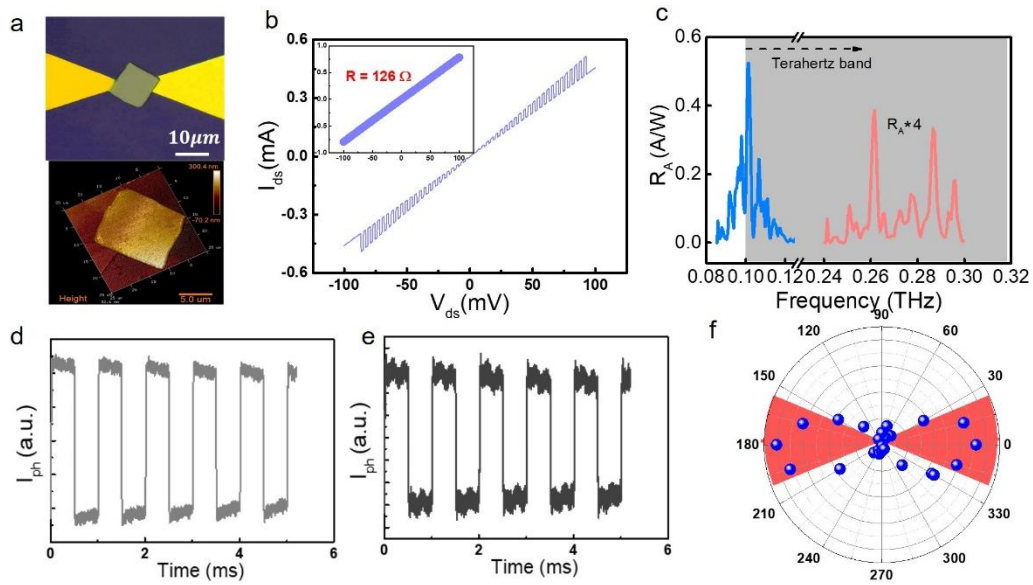 a
10μm
300.4 nm
-70.2 nm
Height
5.0 um
b
I_ds(mA)
0.6
0.3
0.0
-0.3
-0.6
R = 126 Ω
1.0
0.5
0.0
-0.5
-1.0
-100 -50 0 50 100
-100 -50 0 50 100
V_ds(mV)
c
R_A (A/W)
0.6
0.4
0.2
0.0
Terahertz band
R_A*4
0.08 0.10 0.12 0.24 0.26 0.28 0.30 0.32
Frequency(THz)
d
I_ph (a.u.)
0 2 4 6
Time (ms)
e
I_ph (a.u.)
0 2 4 6
Time (ms)
f
90
120 60
150 30
180 0
210 330
240 300
270